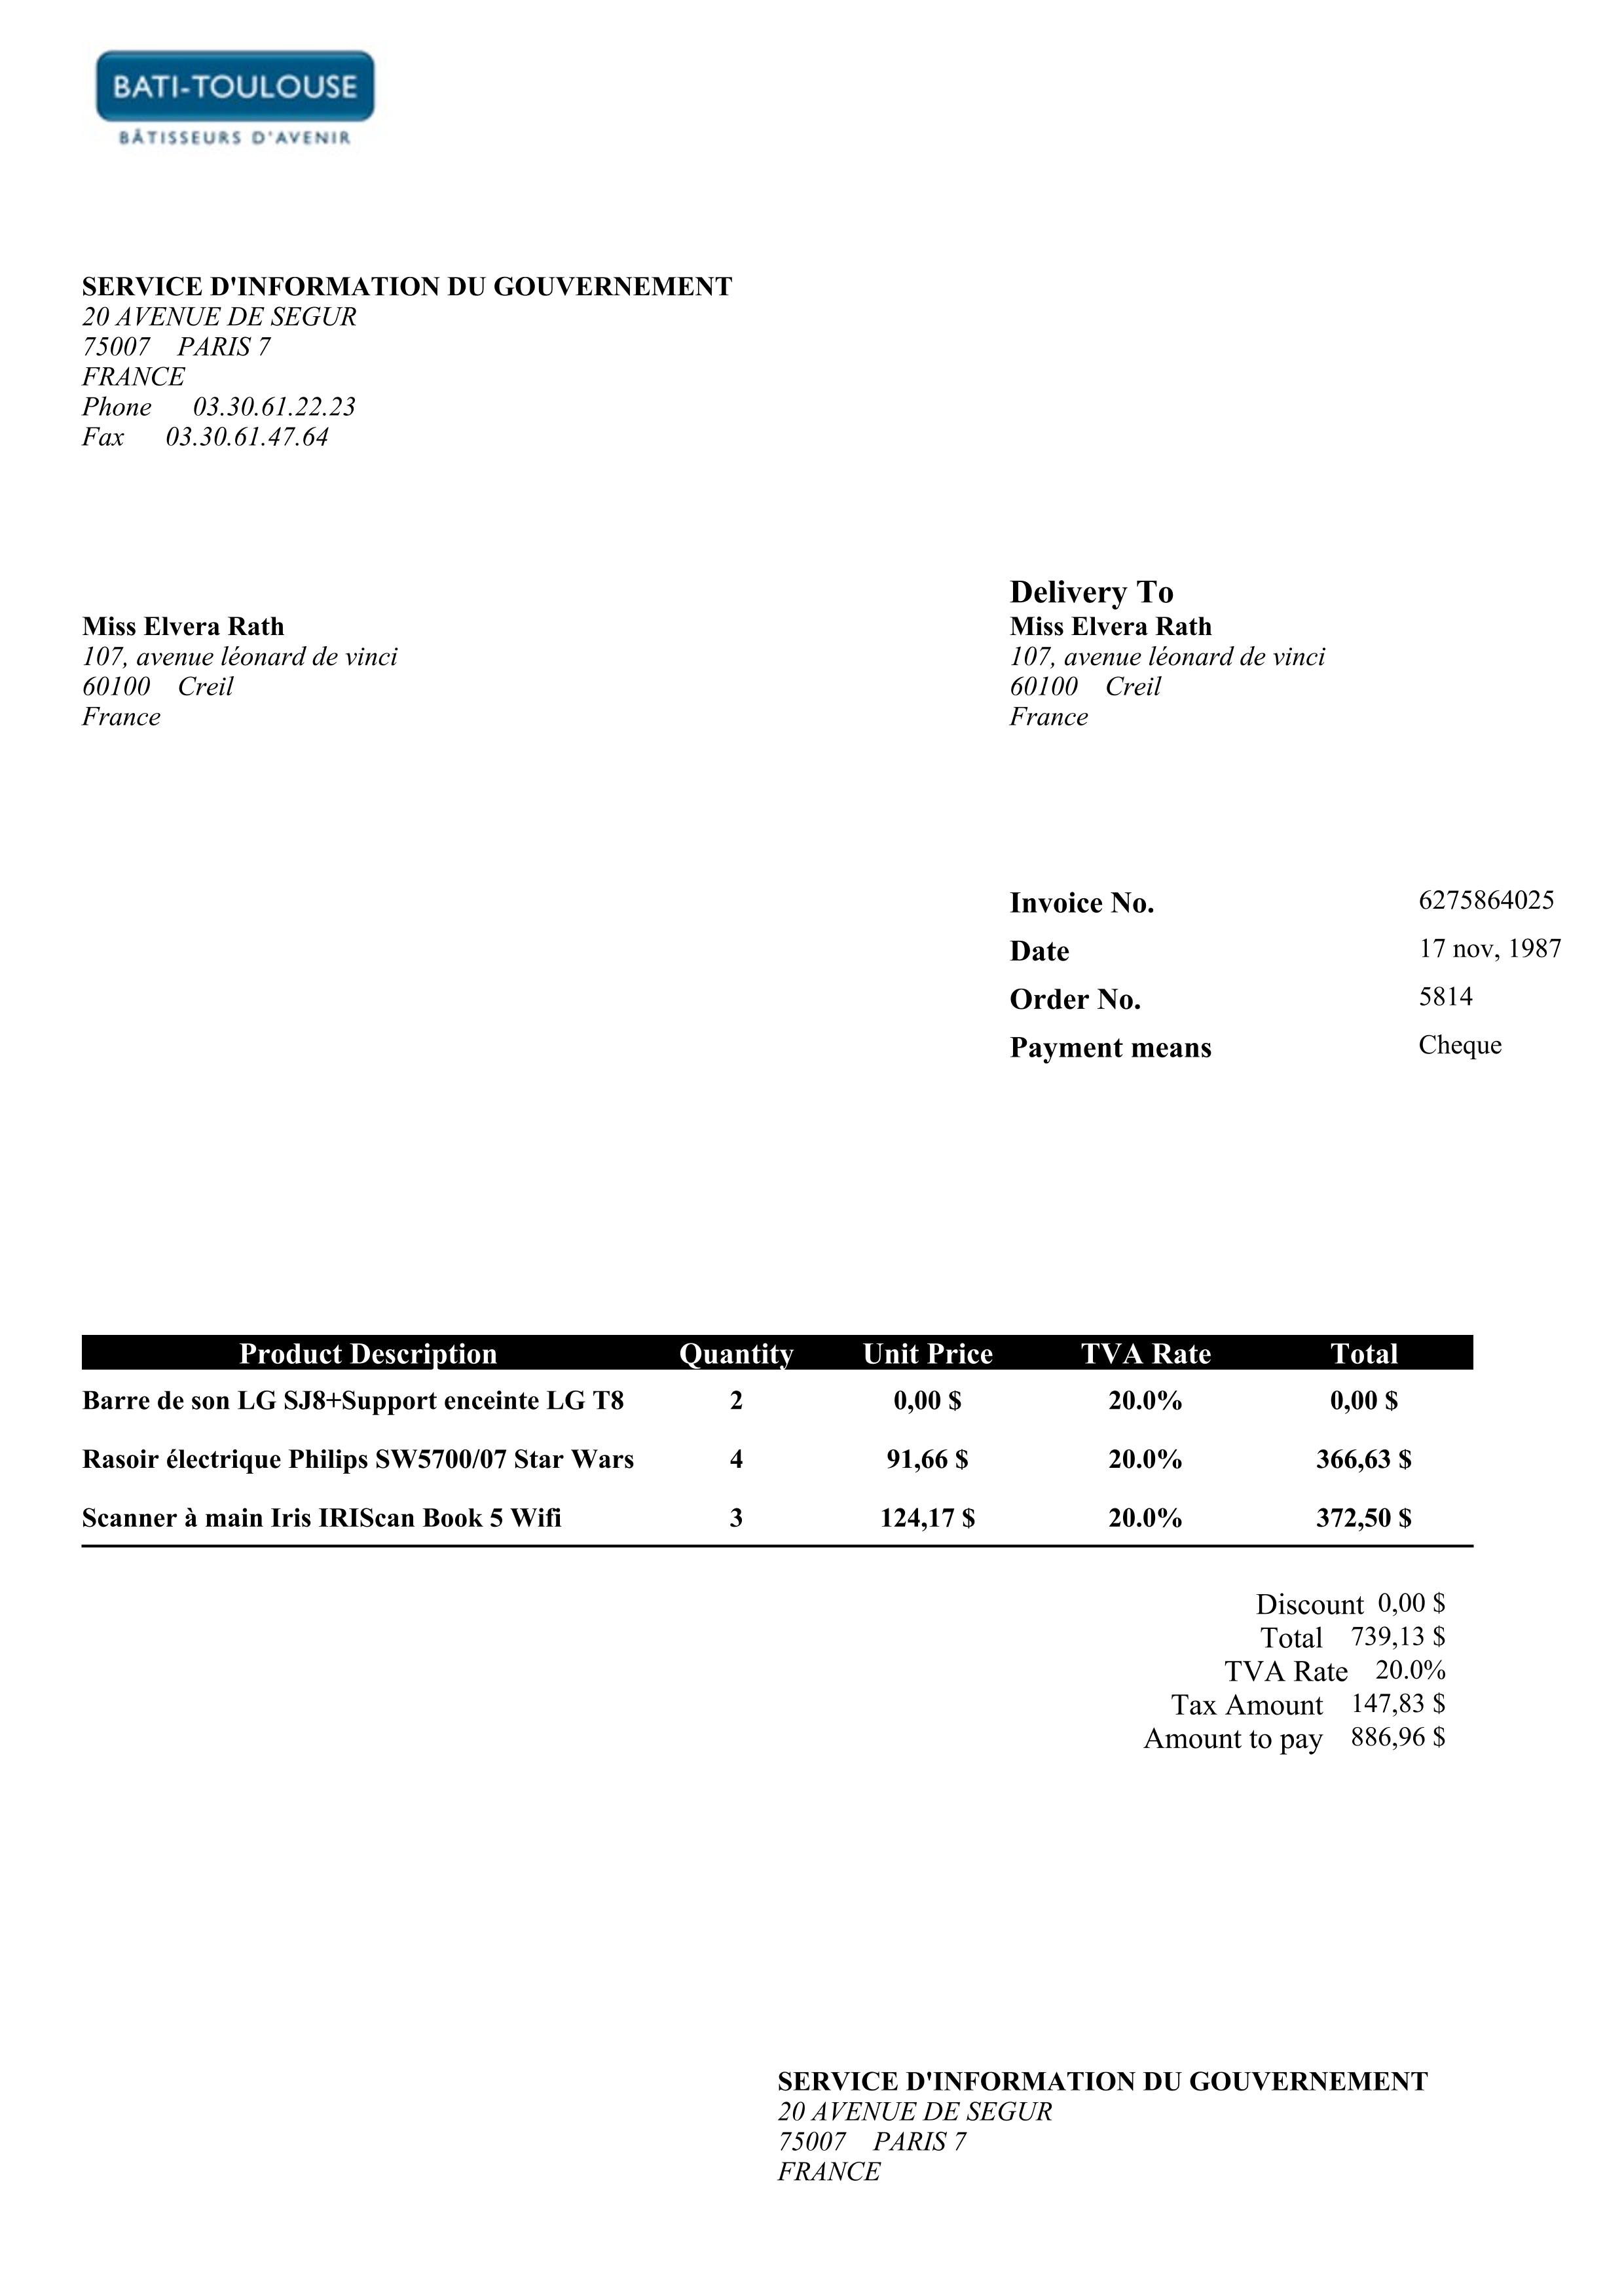 BATI-TOULOUSE
BÂTISSEURS D'AVENIR
SERVICE D'INFORMATION DU GOUVERNEMENT
20 AVENUE DE SEGUR
75007 PARIS 7
FRANCE
Phone 03.30.61.22.23
Fax 03.30.61.47.64
Miss Elvera Rath
107, avenue léonard de vinci
60100 Creil
France
Delivery To
Miss Elvera Rath
107, avenue léonard de vinci
60100 Creil
France
Invoice No. 6275864025
Date 17 nov, 1987
Order No. 5814
Payment means Cheque
Product Description Quantity Unit Price TVA Rate Total
Barre de son LG SJ8+Support enceinte LG T8 2 0,00 $ 20.0% 0,00 $
Rasoir électrique Philips SW5700/07 Star Wars 4 91,66 $ 20.0% 366,63 $
Scanner à main Iris IRIScan Book 5 Wifi 3 124,17 $ 20.0% 372,50 $
Discount 0,00 $
Total 739,13 $
TVA Rate 20.0%
Tax Amount 147,83 $
Amount to pay 886,96 $
SERVICE D'INFORMATION DU GOUVERNEMENT
20 AVENUE DE SEGUR
75007 PARIS 7
FRANCE